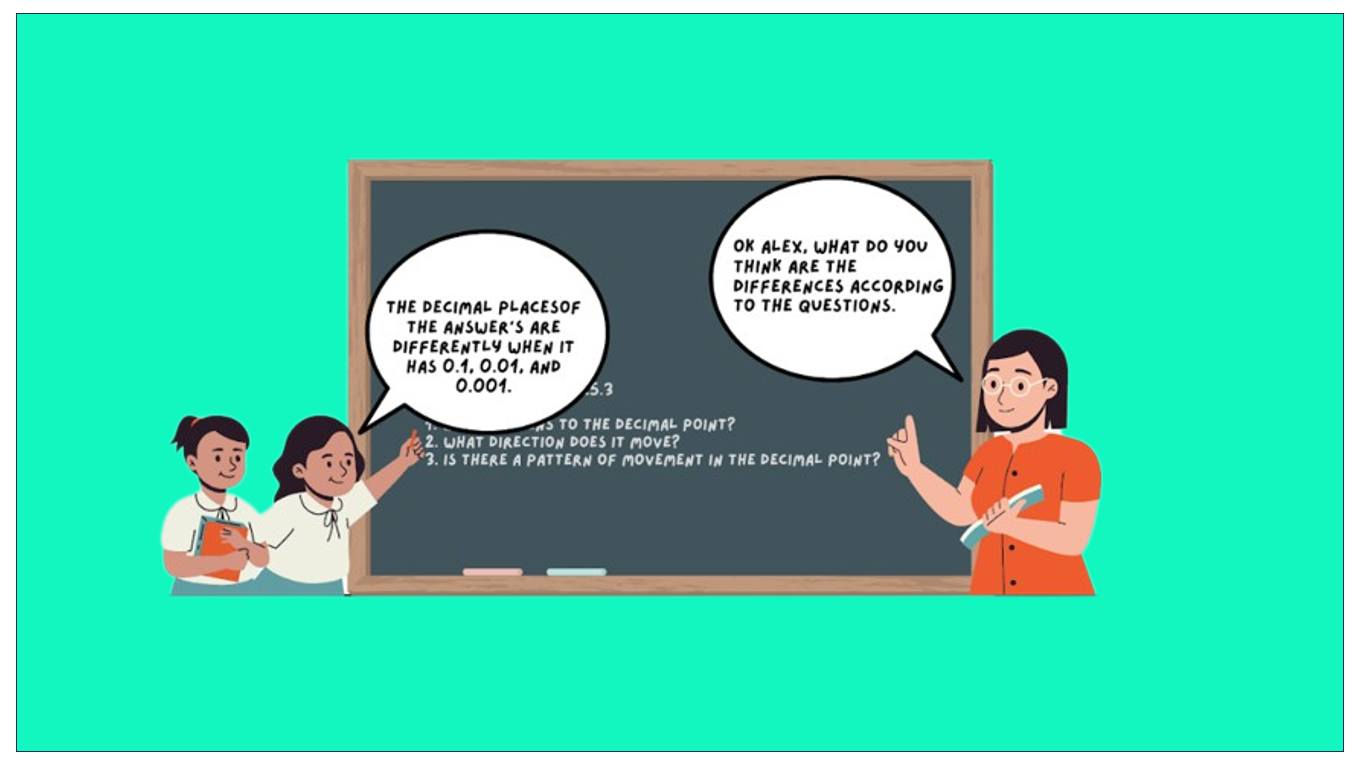 OK ALEX, WHAT DO YOU
THINK ARE THE
DIFFERENCES ACCORDING
TO THE QUESTIONS.
THE DECIMAL PLACESOF
THE ANSWER'S ARE
DIFFERENTLY WHEN IT
HAS 0.1, 0.01, AND
0.001.
.5.3
TO THE DECIMAL POINT?
2. WHAT DIRECTION DOES IT MOVE?
3. IS THERE A PATTERN OF MOVEMENT IN THE DECIMAL POINT?